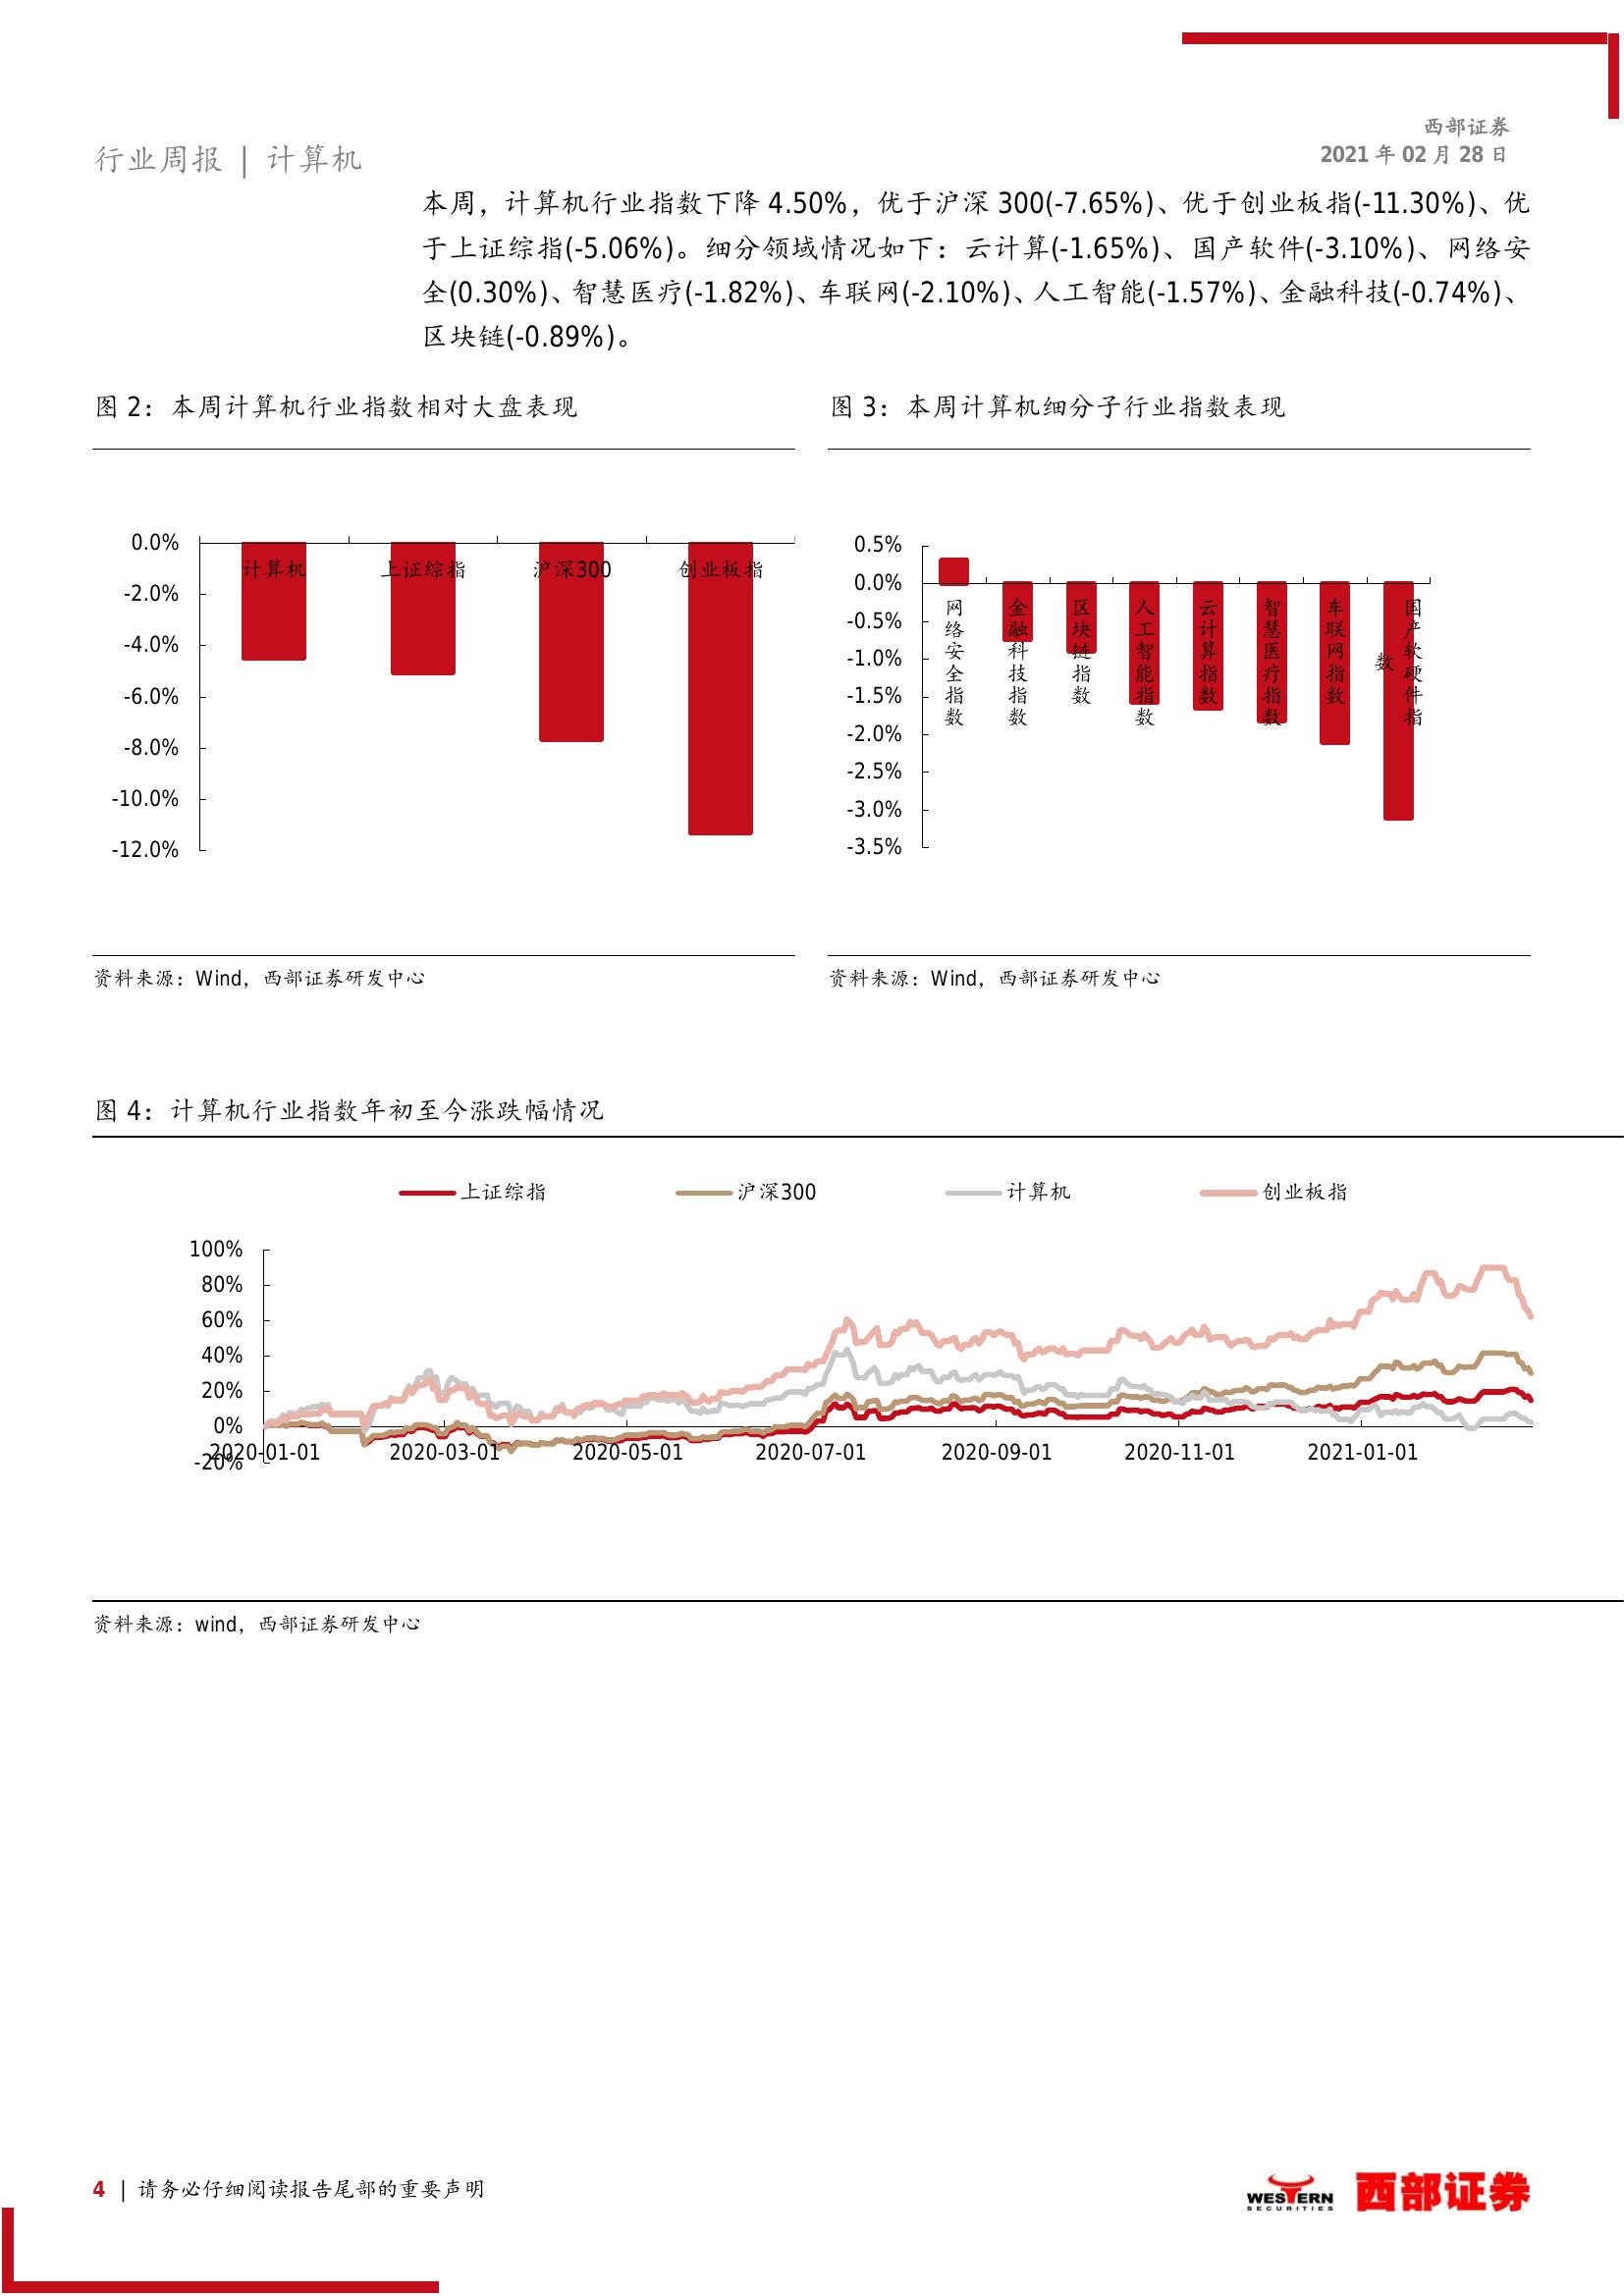 西部证券
2021 年 02 月 28 日
行业周报 | 计算机
本周，计算机行业指数下降 4.50%，优于沪深 300(-7.65%)、优于创业板指(-11.30%)、优
于上证综指(-5.06%)。细分领域情况如下：云计算(-1.65%)、国产软件(-3.10%)、网络安
全(0.30%)、智慧医疗(-1.82%)、车联网(-2.10%)、人工智能(-1.57%)、金融科技(-0.74%)、
区块链(-0.89%)。
图 2：本周计算机行业指数相对大盘表现
0.0%
-2.0%
-4.0%
-6.0%
-8.0%
-10.0%
-12.0%
计算机
上证综指
沪深300
创业板指
资料来源：Wind，西部证券研发中心
图 3：本周计算机细分子行业指数表现
0.5%
0.0%
-0.5%
-1.0%
-1.5%
-2.0%
-2.5%
-3.0%
-3.5%
网络安全指数
金融科技指数
区块链指数
人工智能指数
云计算指数
智慧医疗指数
车联网指数
国产软硬件指
数
资料来源：Wind，西部证券研发中心
图 4：计算机行业指数年初至今涨跌幅情况
上证综指
沪深300
计算机
创业板指
100%
80%
60%
40%
20%
0%
-20%
2020-01-01
2020-03-01
2020-05-01
2020-07-01
2020-09-01
2020-11-01
2021-01-01
资料来源：wind，西部证券研发中心
4 | 请务必仔细阅读报告尾部的重要声明
WESTERN
SECURITIES
西部证券